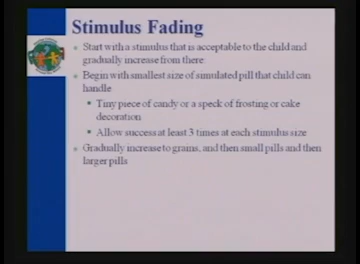 Stimulus Fading
Start with a stimulus that is acceptable to the child and
gradually increase from there
Begin with smallest size of simulated pill that child can
handle
Tiny piece of candy or a speck of frosting or cake
decoration
Allow success at least 3 times at each stimulus size
Gradually increase to grains, and then small pills and then
larger pills